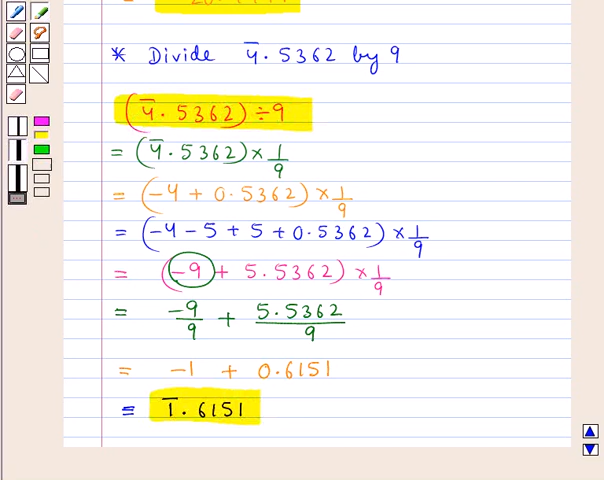 * Divide 4̅.5362 by 9
(4̅.5362) ÷ 9
= (4̅.5362) × 1/9
= (-4 + 0.5362) × 1/9
= (-4 - 5 + 5 + 0.5362) × 1/9
= (-9 + 5.5362) × 1/9
= -9/9 + 5.5362/9
= -1 + 0.6151
= 1̅.6151